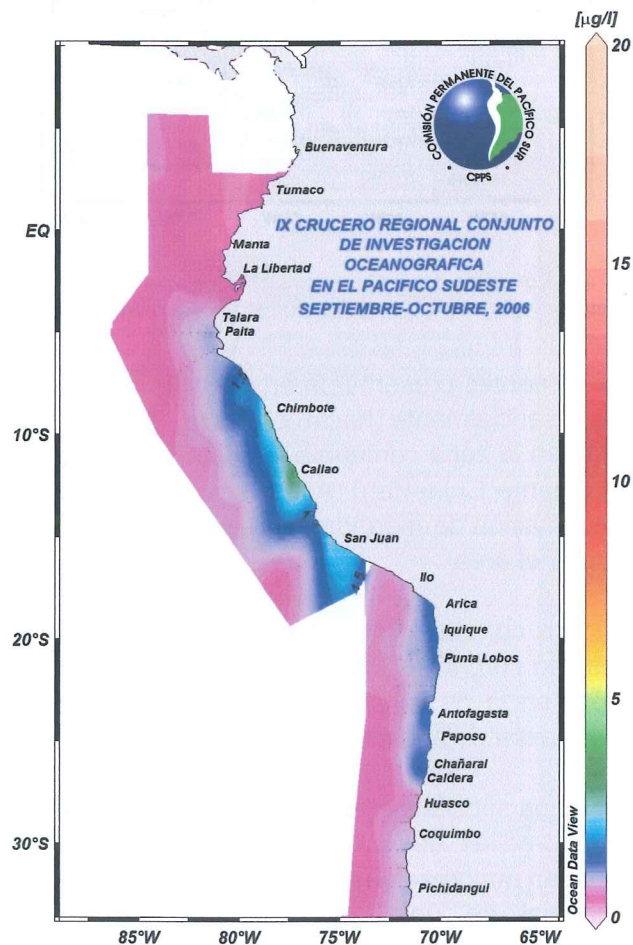 [µg/l]
20
15
10
5
0
COMISIÓN PERMANENTE DEL PACÍFICO SUR
• CPPS •
IX CRUCERO REGIONAL CONJUNTO
DE INVESTIGACION
OCEANOGRAFICA
EN EL PACIFICO SUDESTE
SEPTIEMBRE-OCTUBRE, 2006
Buenaventura
Tumaco
Manta
La Libertad
Talara
Paita
Chimbote
Callao
San Juan
Ilo
Arica
Iquique
Punta Lobos
Antofagasta
Paposo
Chañaral
Caldera
Huasco
Coquimbo
Pichidangui
EQ
10°S
20°S
30°S
85°W
80°W
75°W
70°W
65°W
Ocean Data View